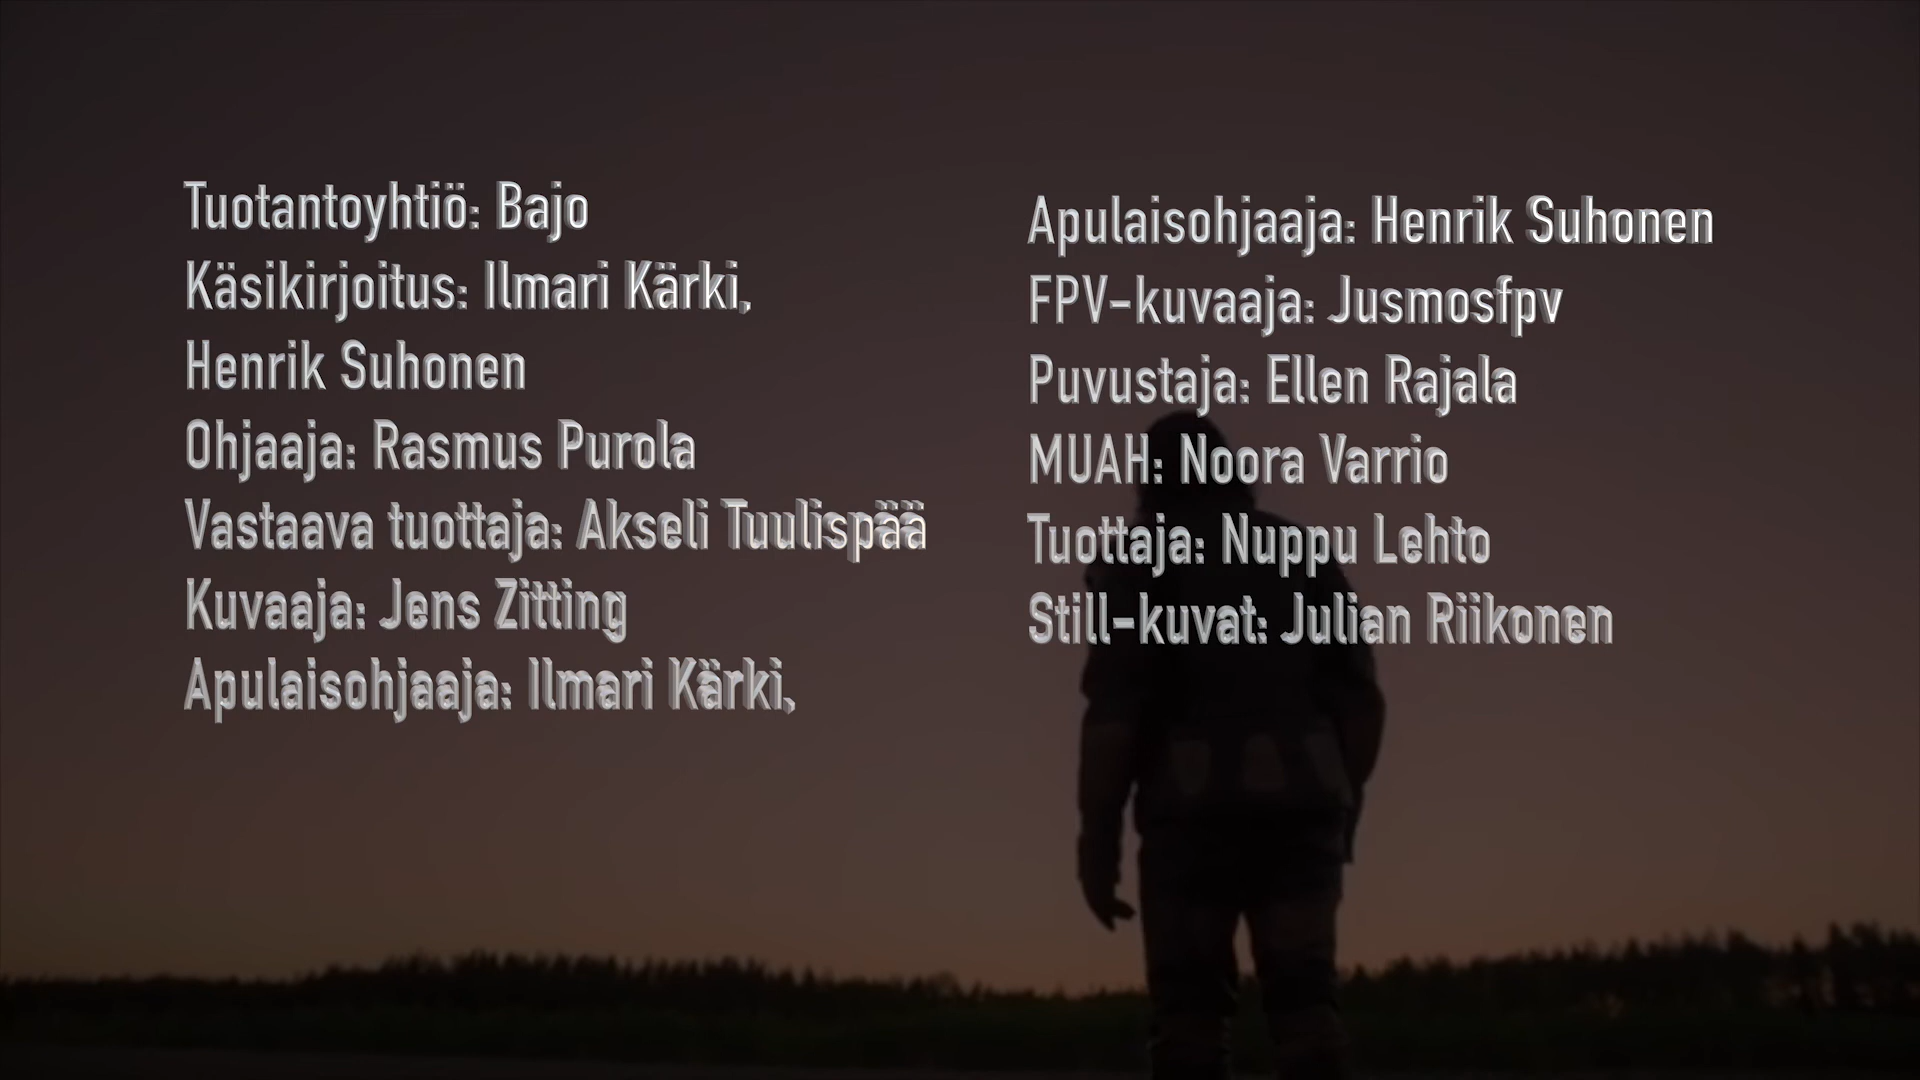 Tuotantoyhtiö: Bajo
Käsikirjoitus: Ilmari Kärki,
Henrik Suhonen
Ohjaaja: Rasmus Purola
Vastaava tuottaja: Akseli Tuulispää
Kuvaaja: Jens Zitting
Apulaisohjaaja: Ilmari Kärki,
Apulaisohjaaja: Henrik Suhonen
FPV-kuvaaja: Jusmosfpv
Puvustaja: Ellen Rajala
MUAH: Noora Varrio
Tuottaja: Nuppu Lehto
Still-kuvat: Julian Riikonen